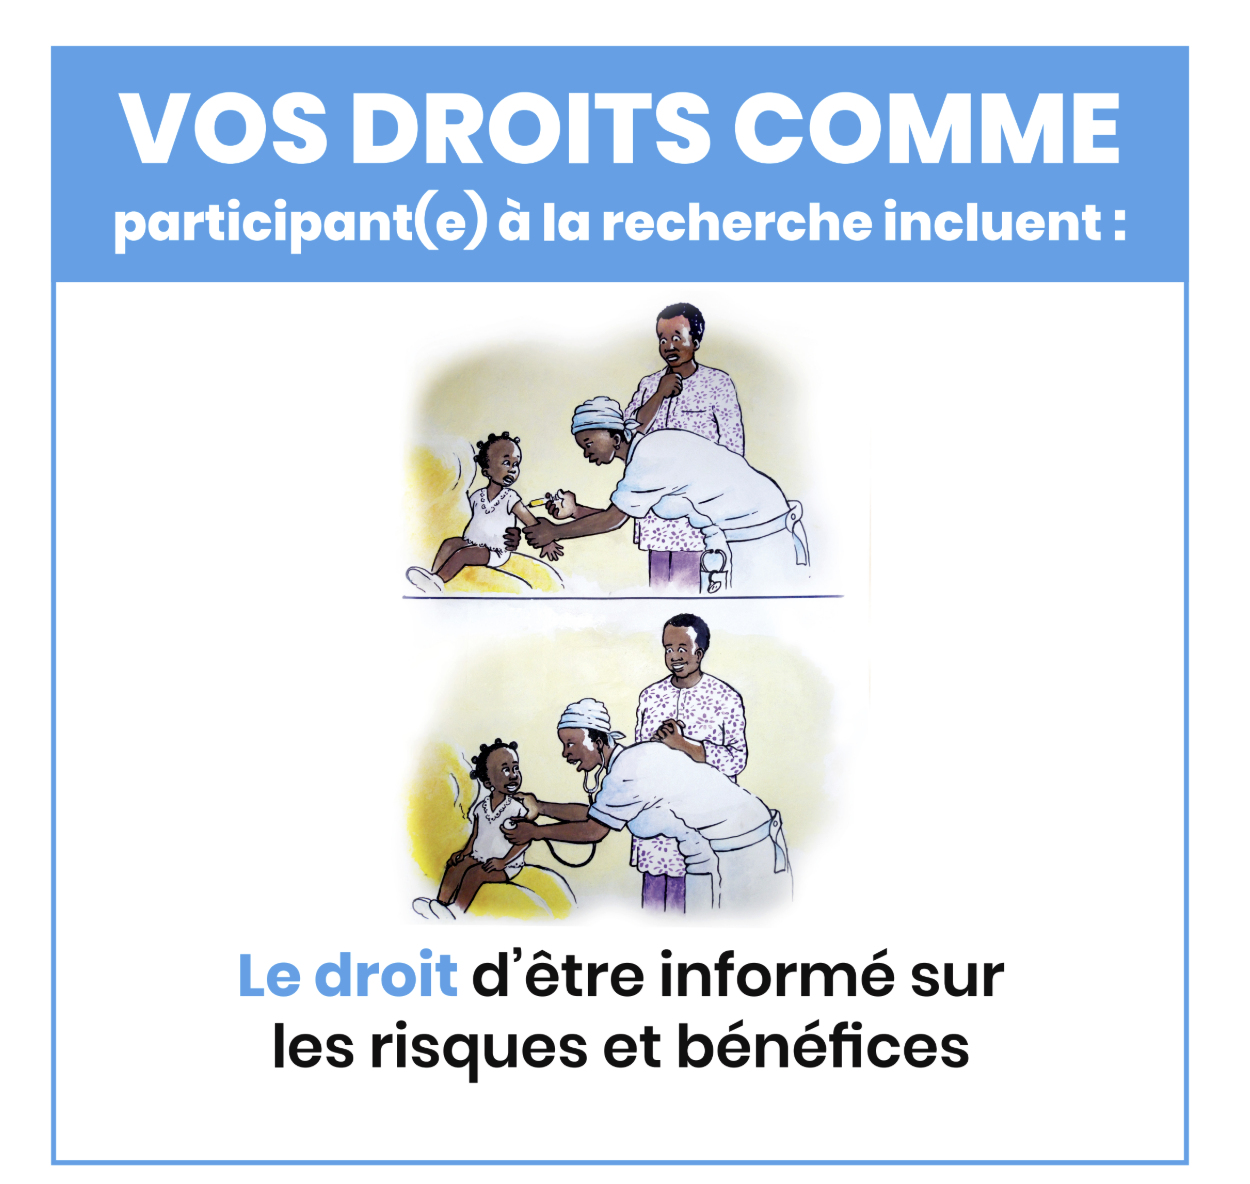 VOS DROITS COMME
participant(e) à la recherche incluent :
Le droit d’être informé sur
les risques et bénéfices